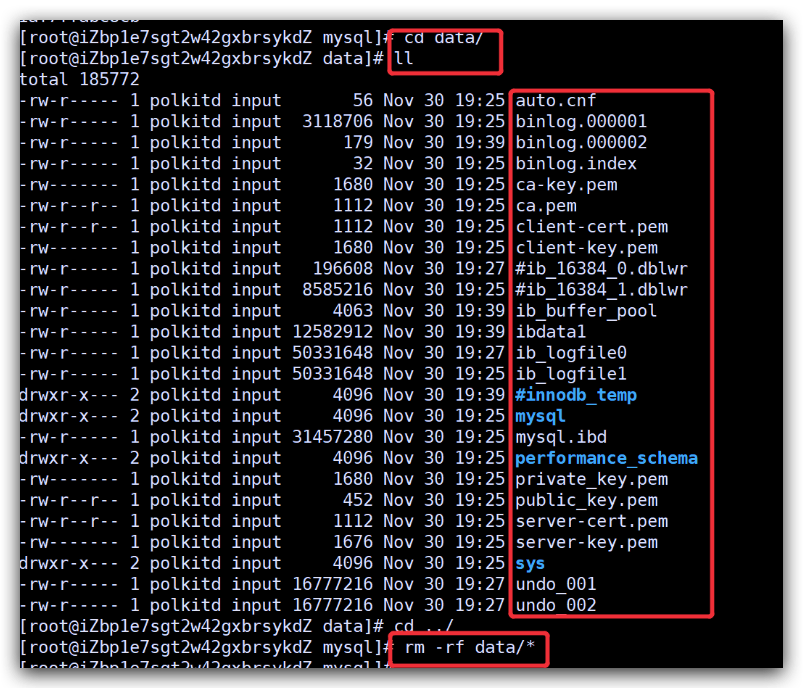 [root@iZbp1e7sgt2w42gxbrsykdZ mysql]# cd data/
[root@iZbp1e7sgt2w42gxbrsykdZ data]# ll
total 185772
-rw-r----- 1 polkitd input       56 Nov 30 19:25 auto.cnf
-rw-r----- 1 polkitd input  3118706 Nov 30 19:25 binlog.000001
-rw-r----- 1 polkitd input      179 Nov 30 19:39 binlog.000002
-rw-r----- 1 polkitd input       32 Nov 30 19:25 binlog.index
-rw------- 1 polkitd input     1680 Nov 30 19:25 ca-key.pem
-rw-r--r-- 1 polkitd input     1112 Nov 30 19:25 ca.pem
-rw-r--r-- 1 polkitd input     1112 Nov 30 19:25 client-cert.pem
-rw------- 1 polkitd input     1680 Nov 30 19:25 client-key.pem
-rw-r----- 1 polkitd input   196608 Nov 30 19:27 #ib_16384_0.dblwr
-rw-r----- 1 polkitd input  8585216 Nov 30 19:25 #ib_16384_1.dblwr
-rw-r----- 1 polkitd input     4063 Nov 30 19:39 ib_buffer_pool
-rw-r----- 1 polkitd input 12582912 Nov 30 19:39 ibdata1
-rw-r----- 1 polkitd input 50331648 Nov 30 19:27 ib_logfile0
-rw-r----- 1 polkitd input 50331648 Nov 30 19:25 ib_logfile1
drwxr-x--- 2 polkitd input     4096 Nov 30 19:39 #innodb_temp
drwxr-x--- 2 polkitd input     4096 Nov 30 19:25 mysql
-rw-r----- 1 polkitd input 31457280 Nov 30 19:25 mysql.ibd
drwxr-x--- 2 polkitd input     4096 Nov 30 19:25 performance_schema
-rw------- 1 polkitd input     1680 Nov 30 19:25 private_key.pem
-rw-r--r-- 1 polkitd input      452 Nov 30 19:25 public_key.pem
-rw-r--r-- 1 polkitd input     1112 Nov 30 19:25 server-cert.pem
-rw------- 1 polkitd input     1676 Nov 30 19:25 server-key.pem
drwxr-x--- 2 polkitd input     4096 Nov 30 19:25 sys
-rw-r----- 1 polkitd input 16777216 Nov 30 19:27 undo_001
-rw-r----- 1 polkitd input 16777216 Nov 30 19:27 undo_002
[root@iZbp1e7sgt2w42gxbrsykdZ data]# cd ../
[root@iZbp1e7sgt2w42gxbrsykdZ mysql]# rm -rf data/*